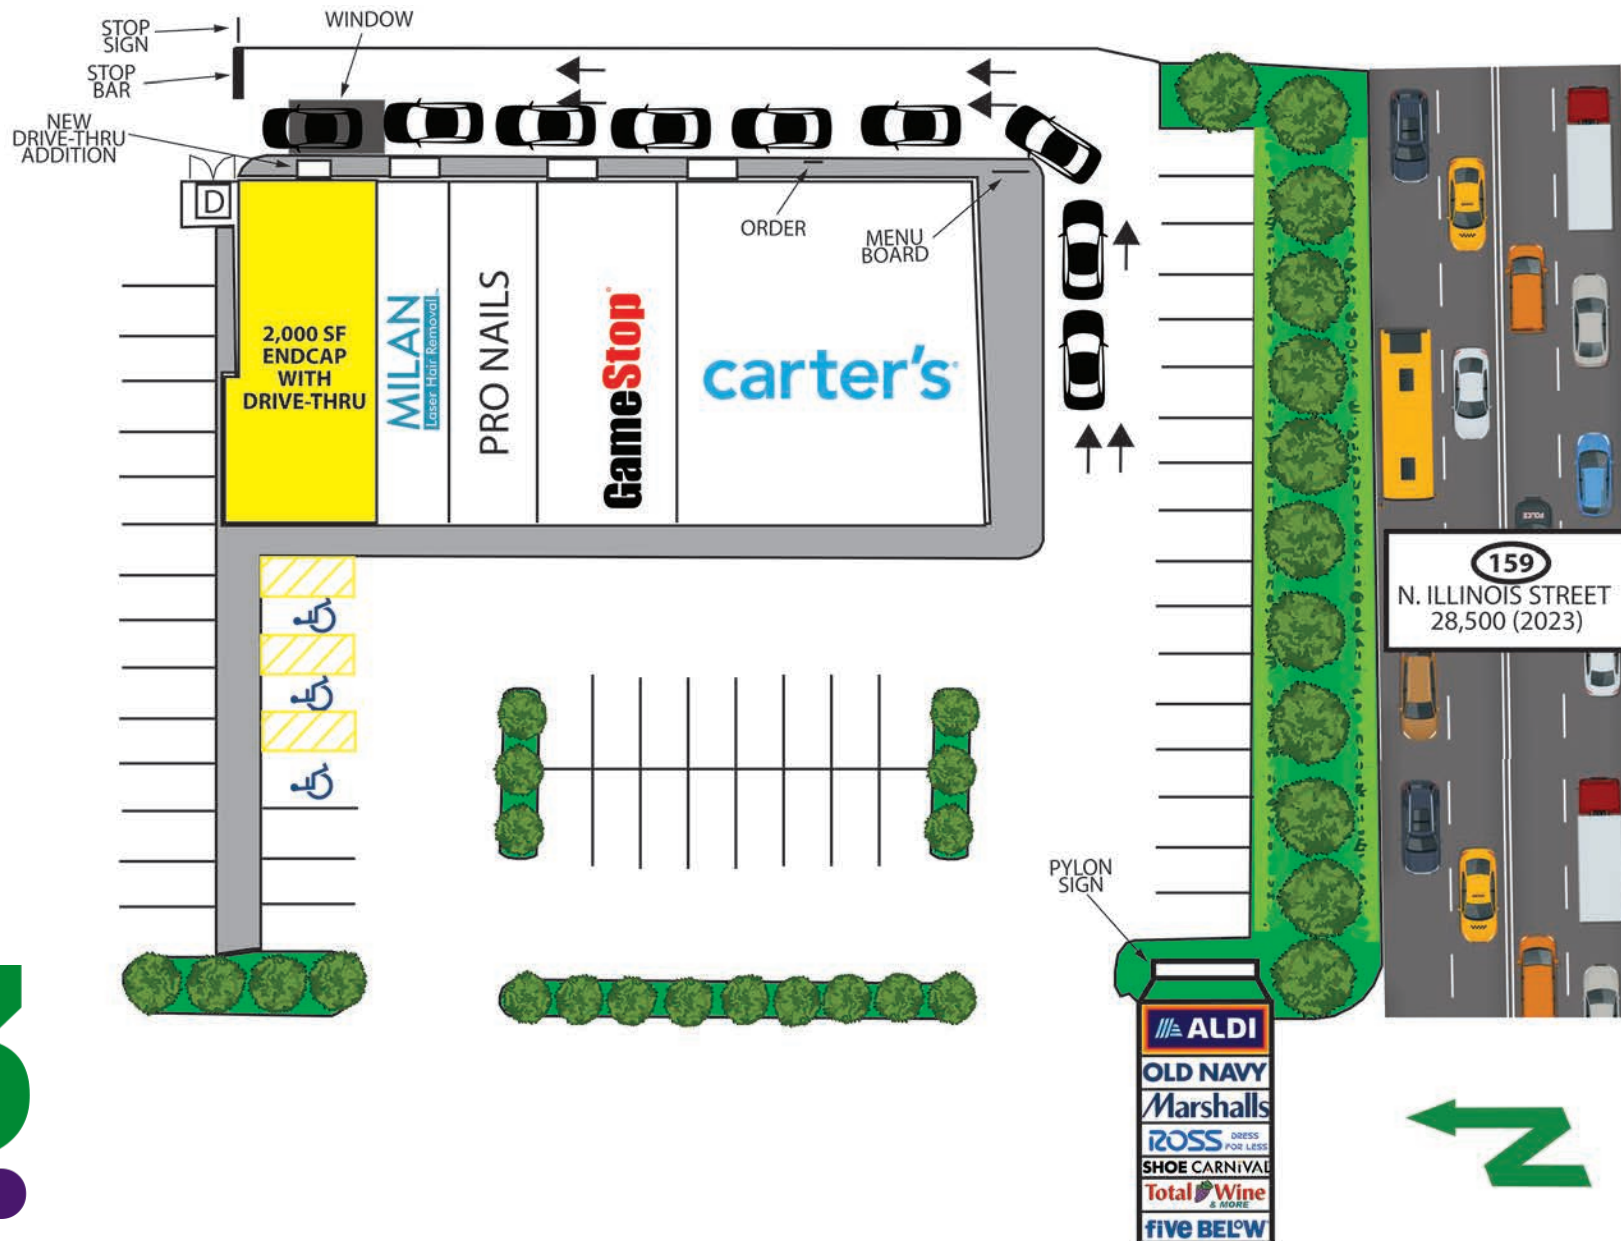 STOP
SIGN
WINDOW
STOP
BAR
NEW
DRIVE-THRU
ADDITION
D
ORDER
MENU
BOARD
2,000 SF
ENDCAP
WITH
DRIVE-THRU
MILAN
Laser Hair Removal
PRO NAILS
GameStop
carter's
POLICE
159
N. ILLINOIS STREET
28,500 (2023)
PYLON
SIGN
ALDI
OLD NAVY
Marshalls
ROSS DRESS
FOR LESS
SHOE CARNiVAL
Total Wine
& MORE
fiVe BEL°W